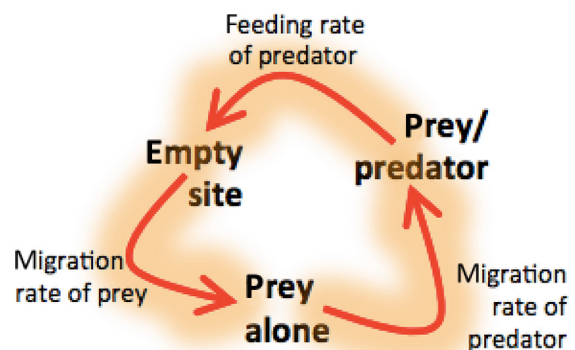 Feeding rate
of predator
Prey/
predator
Empty
site
Migration
rate of prey
Prey
alone
Migration
rate of
predator